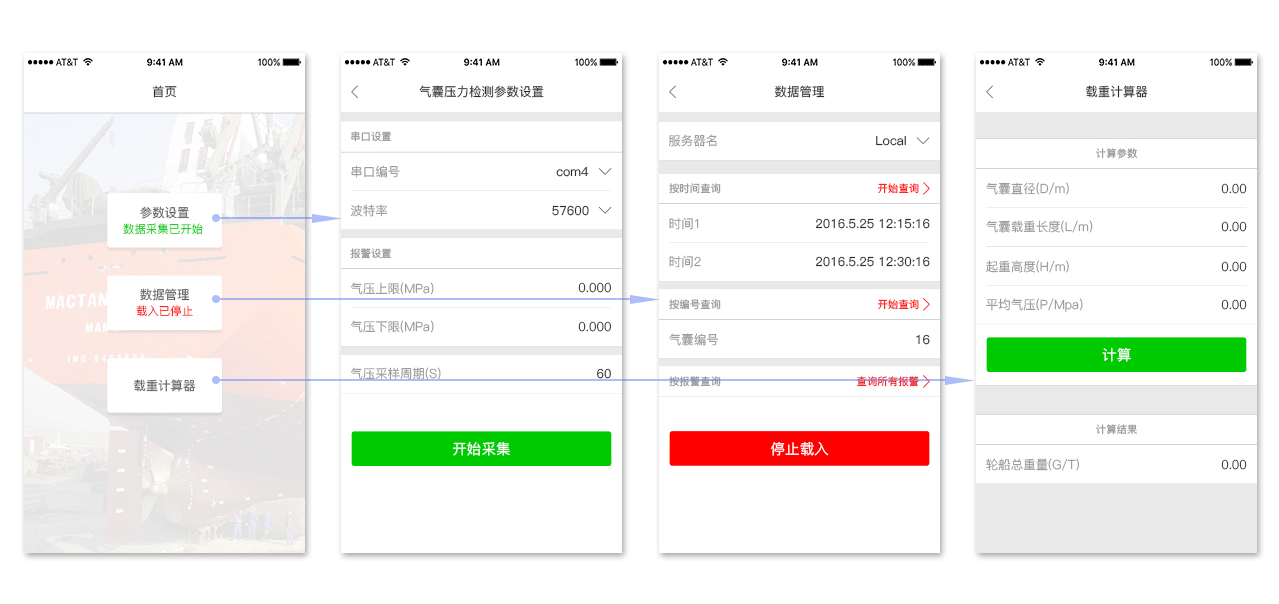 AT&T 9:41 AM 100%
首页
参数设置
数据采集已开始
数据管理
载入已停止
载重计算器
MACTAN
AT&T 9:41 AM 100%
气囊压力检测参数设置
串口设置
串口编号 com4
波特率 57600
报警设置
气压上限(MPa) 0.000
气压下限(MPa) 0.000
气压采样周期(S) 60
开始采集
AT&T 9:41 AM 100%
数据管理
服务器名 Local
按时间查询 开始查询
时间1 2016.5.25 12:15:16
时间2 2016.5.25 12:30:16
按编号查询 开始查询
气囊编号 16
按报警查询 查询所有报警
停止载入
AT&T 9:41 AM 100%
载重计算器
计算参数
气囊直径(D/m) 0.00
气囊载重长度(L/m) 0.00
起重高度(H/m) 0.00
平均气压(P/Mpa) 0.00
计算
计算结果
轮船总重量(G/T) 0.00